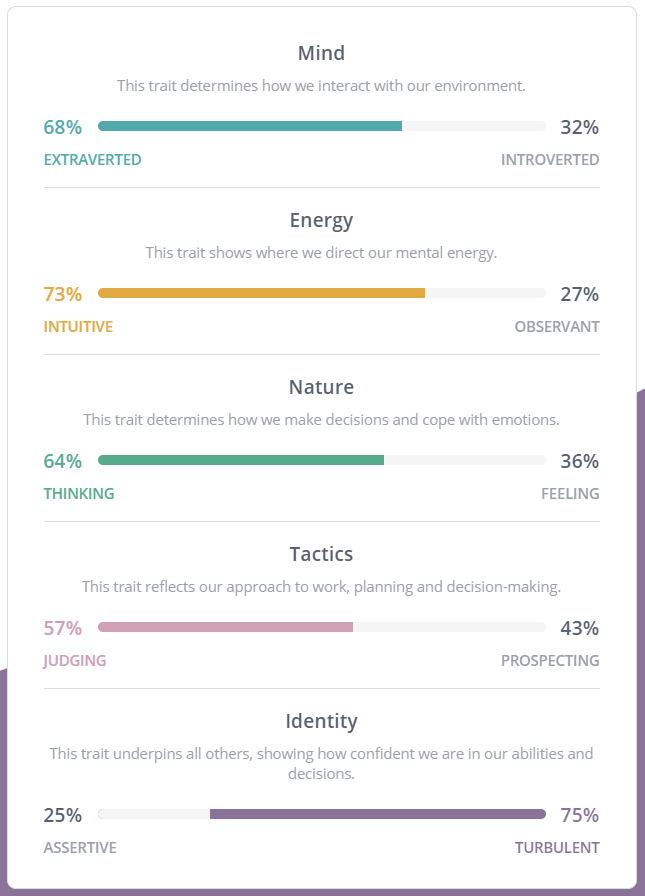 Mind
This trait determines how we interact with our environment.
68% 32%
EXTRAVERTED INTROVERTED
Energy
This trait shows where we direct our mental energy.
73% 27%
INTUITIVE OBSERVANT
Nature
This trait determines how we make decisions and cope with emotions.
64% 36%
THINKING FEELING
Tactics
This trait reflects our approach to work, planning and decision-making.
57% 43%
JUDGING PROSPECTING
Identity
This trait underpins all others, showing how confident we are in our abilities and
decisions.
25% 75%
ASSERTIVE TURBULENT